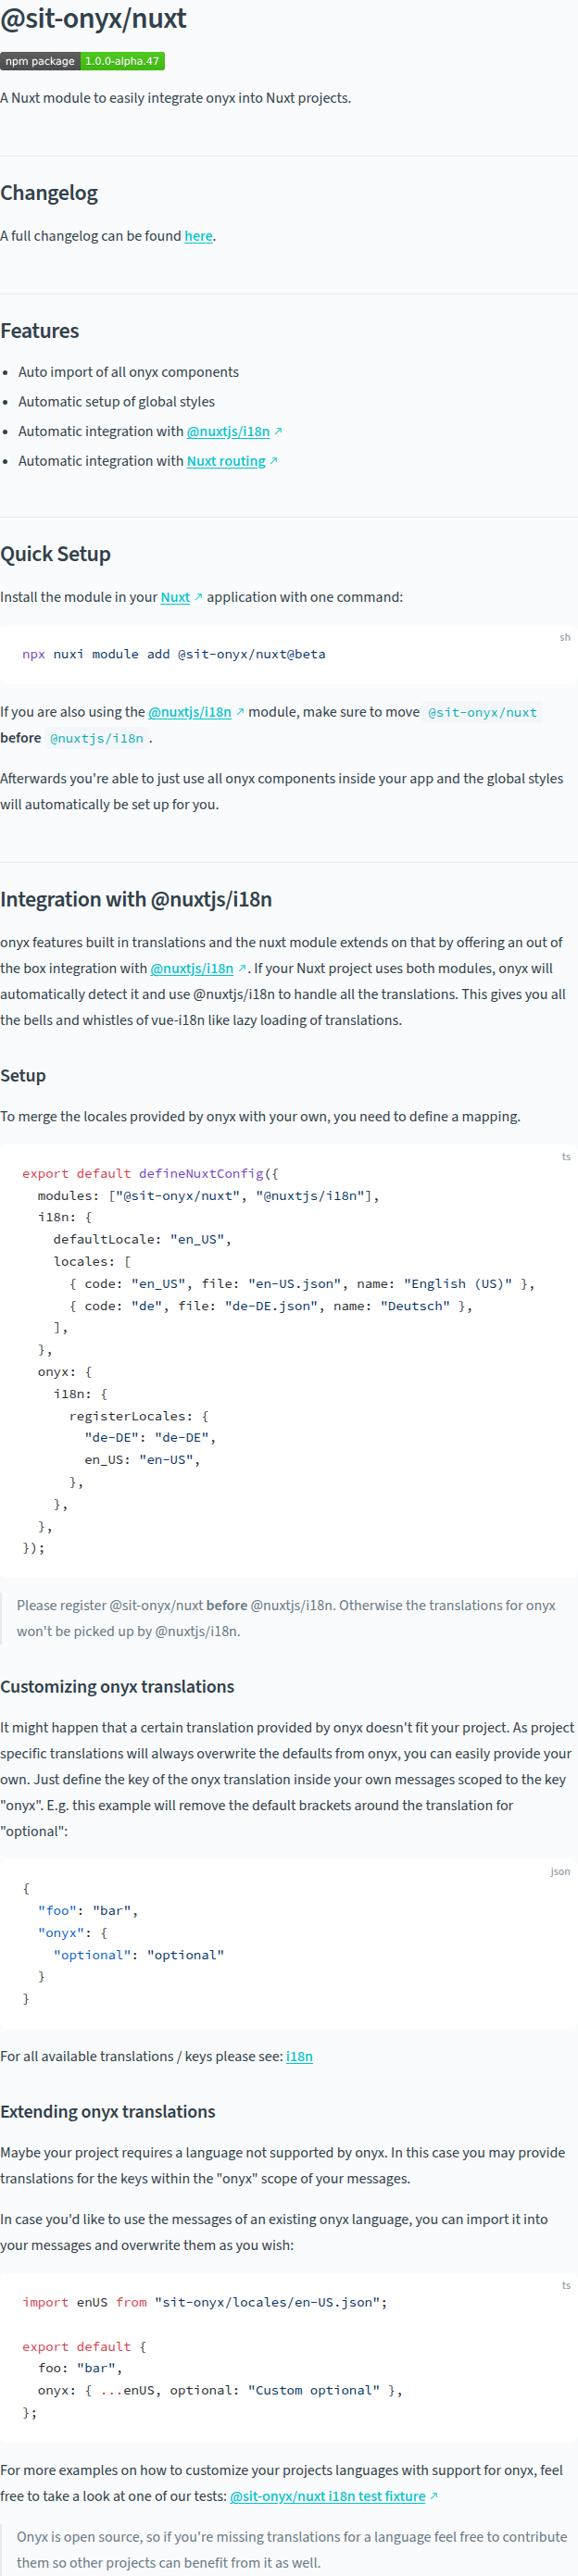 @sit-onyx/nuxt
npm package 1.0.0-alpha.47
A Nuxt module to easily integrate onyx into Nuxt projects.
Changelog
A full changelog can be found here.
Features
• Auto import of all onyx components
• Automatic setup of global styles
• Automatic integration with @nuxtjs/i18n ↗
• Automatic integration with Nuxt routing ↗
Quick Setup
Install the module in your Nuxt ↗ application with one command:
sh
npx nuxi module add @sit-onyx/nuxt@beta
If you are also using the @nuxtjs/i18n ↗ module, make sure to move @sit-onyx/nuxt
before @nuxtjs/i18n.
Afterwards you're able to just use all onyx components inside your app and the global styles
will automatically be set up for you.
Integration with @nuxtjs/i18n
onyx features built in translations and the nuxt module extends on that by offering an out of
the box integration with @nuxtjs/i18n ↗. If your Nuxt project uses both modules, onyx will
automatically detect it and use @nuxtjs/i18n to handle all the translations. This gives you all
the bells and whistles of vue-i18n like lazy loading of translations.
Setup
To merge the locales provided by onyx with your own, you need to define a mapping.
ts
export default defineNuxtConfig({
  modules: ["@sit-onyx/nuxt", "@nuxtjs/i18n"],
  i18n: {
    defaultLocale: "en_US",
    locales: [
      { code: "en_US", file: "en-US.json", name: "English (US)" },
      { code: "de", file: "de-DE.json", name: "Deutsch" },
    ],
  },
  onyx: {
    i18n: {
      registerLocales: {
        "de-DE": "de-DE",
        en_US: "en-US",
      },
    },
  },
});
Please register @sit-onyx/nuxt before @nuxtjs/i18n. Otherwise the translations for onyx
won't be picked up by @nuxtjs/i18n.
Customizing onyx translations
It might happen that a certain translation provided by onyx doesn't fit your project. As project
specific translations will always overwrite the defaults from onyx, you can easily provide your
own. Just define the key of the onyx translation inside your own messages scoped to the key
"onyx". E.g. this example will remove the default brackets around the translation for
"optional":
json
{
  "foo": "bar",
  "onyx": {
    "optional": "optional"
  }
}
For all available translations / keys please see: i18n
Extending onyx translations
Maybe your project requires a language not supported by onyx. In this case you may provide
translations for the keys within the "onyx" scope of your messages.
In case you'd like to use the messages of an existing onyx language, you can import it into
your messages and overwrite them as you wish:
ts
import enUS from "sit-onyx/locales/en-US.json";
export default {
  foo: "bar",
  onyx: { ...enUS, optional: "Custom optional" },
};
For more examples on how to customize your projects languages with support for onyx, feel
free to take a look at one of our tests: @sit-onyx/nuxt i18n test fixture ↗
Onyx is open source, so if you're missing translations for a language feel free to contribute
them so other projects can benefit from it as well.